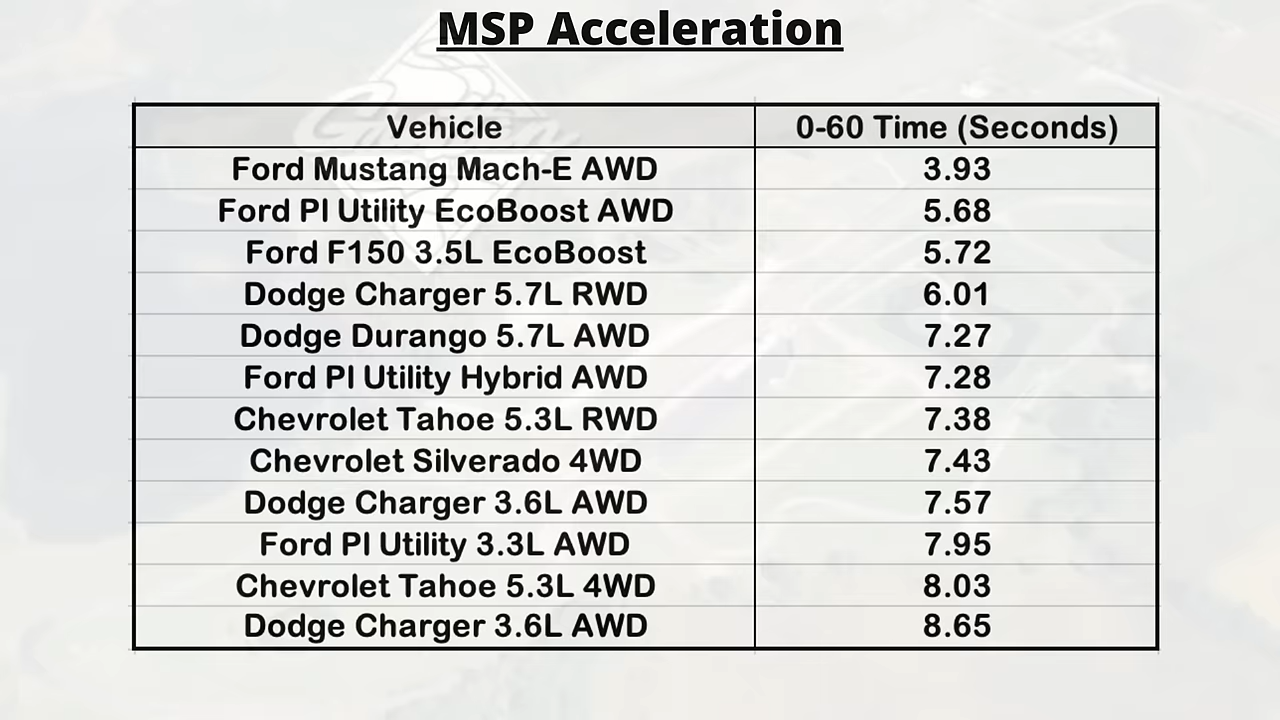 MSP Acceleration
Vehicle 0-60 Time (Seconds)
Ford Mustang Mach-E AWD 3.93
Ford PI Utility EcoBoost AWD 5.68
Ford F150 3.5L EcoBoost 5.72
Dodge Charger 5.7L RWD 6.01
Dodge Durango 5.7L AWD 7.27
Ford PI Utility Hybrid AWD 7.28
Chevrolet Tahoe 5.3L RWD 7.38
Chevrolet Silverado 4WD 7.43
Dodge Charger 3.6L AWD 7.57
Ford PI Utility 3.3L AWD 7.95
Chevrolet Tahoe 5.3L 4WD 8.03
Dodge Charger 3.6L AWD 8.65